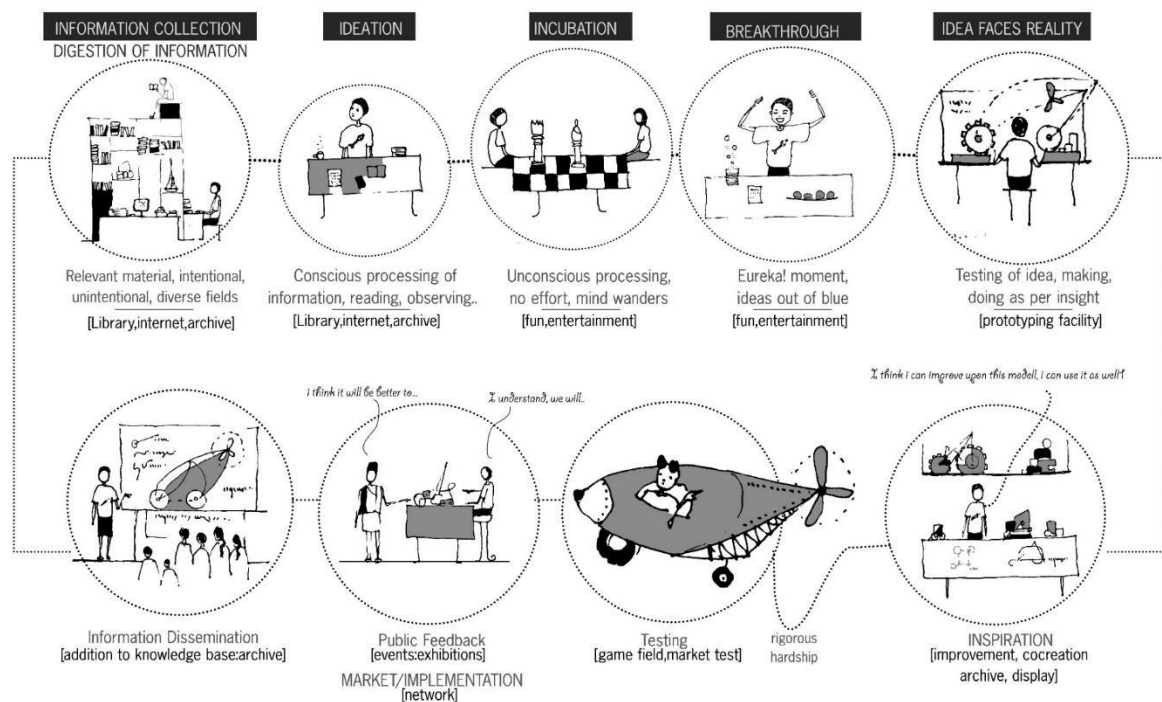 INFORMATION COLLECTION
DIGESTION OF INFORMATION
Relevant material, intentional,
unintentional, diverse fields
[Library,internet,archive]
IDEATION
Conscious processing of
information, reading, observing..
[Library,internet,archive]
INCUBATION
Unconscious processing,
no effort, mind wanders
[fun,entertainment]
BREAKTHROUGH
Eureka! moment,
ideas out of blue
[fun,entertainment]
IDEA FACES REALITY
Testing of idea, making,
doing as per insight
[prototyping facility]
Information Dissemination
[addition to knowledge base:archive]
I think it will be better to...
I understand, we will..
Public Feedback
[events:exhibitions]
MARKET/IMPLEMENTATION
[network]
Testing
[game field,market test]
rigorous
hardship
I think i can improve upon this modell, i can use it as well!
INSPIRATION
[improvement, cocreation
archive, display]